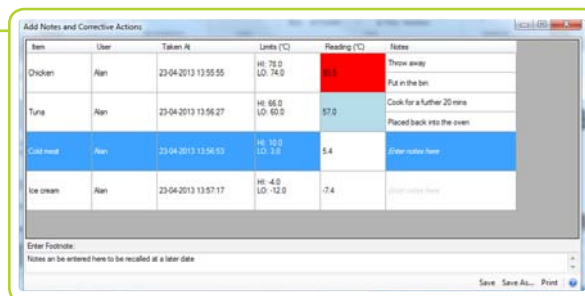 Add Notes and Corrective Actions
Item User Taken At Limits (°C) Reading (°C) Notes
Chicken Alan 23-04-2013 13:55:55 HI: 78.0 Throw away
LO: 74.0 Put in the bin
Tuna Alan 23-04-2013 13:56:27 HI: 66.0 57.0 Cook for a further 20 mins
LO: 60.0 Placed back into the oven
Cold meat Alan 23-04-2013 13:56:53 HI: 10.0 5.4 Enter notes here
LO: 3.0
Ice cream Alan 23-04-2013 13:57:17 HI: -4.0 -7.4 Enter notes here
LO: -12.0
Enter Footnote:
Notes an be entered here to be recalled at a later date
Save Save As... Print